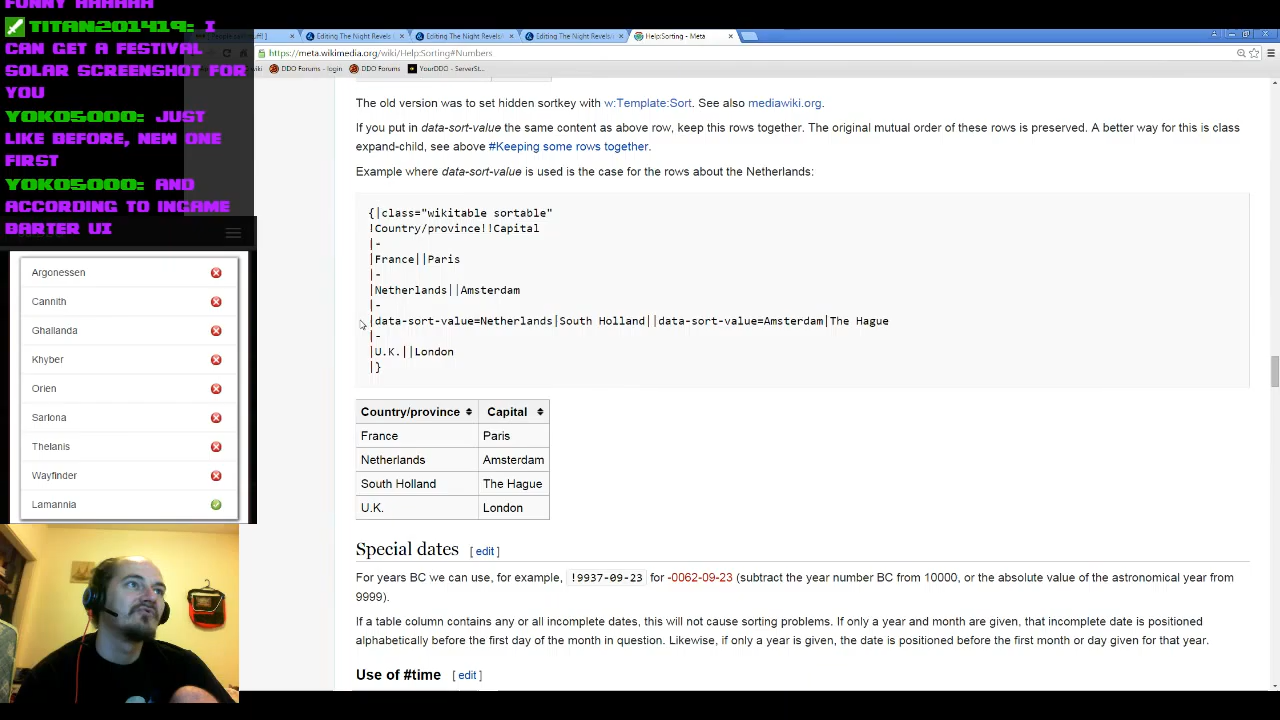 FUNNY AAAAAA
TITAN201419: I
CAN GET A FESTIVAL
SOLAR SCREENSHOT FOR
YOU
YOKO5000: JUST
LIKE BEFORE, NEW ONE
FIRST
YOKO5000: AND
ACCORDING TO INGAME
BARTER UI
Argonessen
Cannith
Ghallanda
Khyber
Orien
Sarlona
Thelanis
Wayfinder
Lamannia
Editing The Night Revels
Editing The Night Revels
Editing The Night Revels
Help:Sorting - Meta
https://meta.wikimedia.org/wiki/Help:Sorting#Numbers
DDO Forums - login
DDO Forums
YourDDO - ServerSt...
The old version was to set hidden sortkey with w:Template:Sort. See also mediawiki.org.
If you put in data-sort-value the same content as above row, keep this rows together. The original mutual order of these rows is preserved. A better way for this is class
expand-child, see above #Keeping some rows together.
Example where data-sort-value is used is the case for the rows about the Netherlands:
{|class="wikitable sortable"
!Country/province!!Capital
|-
|France||Paris
|-
|Netherlands||Amsterdam
|-
|data-sort-value=Netherlands|South Holland||data-sort-value=Amsterdam|The Hague
|-
|U.K.||London
|}
Country/province Capital
France Paris
Netherlands Amsterdam
South Holland The Hague
U.K. London
Special dates [ edit ]
For years BC we can use, for example, !9937-09-23 for -0062-09-23 (subtract the year number BC from 10000, or the absolute value of the astronomical year from
9999).
If a table column contains any or all incomplete dates, this will not cause sorting problems. If only a year and month are given, that incomplete date is positioned
alphabetically before the first day of the month in question. Likewise, if only a year is given, the date is positioned before the first month or day given for that year.
Use of #time [ edit ]